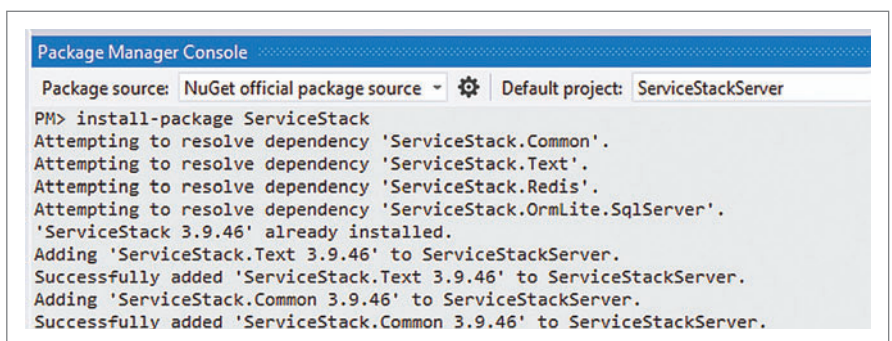 Package Manager Console
Package source: NuGet official package source Default project: ServiceStackServer
PM> install-package ServiceStack
Attempting to resolve dependency 'ServiceStack.Common'.
Attempting to resolve dependency 'ServiceStack.Text'.
Attempting to resolve dependency 'ServiceStack.Redis'.
Attempting to resolve dependency 'ServiceStack.OrmLite.SqlServer'.
'ServiceStack 3.9.46' already installed.
Adding 'ServiceStack.Text 3.9.46' to ServiceStackServer.
Successfully added 'ServiceStack.Text 3.9.46' to ServiceStackServer.
Adding 'ServiceStack.Common 3.9.46' to ServiceStackServer.
Successfully added 'ServiceStack.Common 3.9.46' to ServiceStackServer.